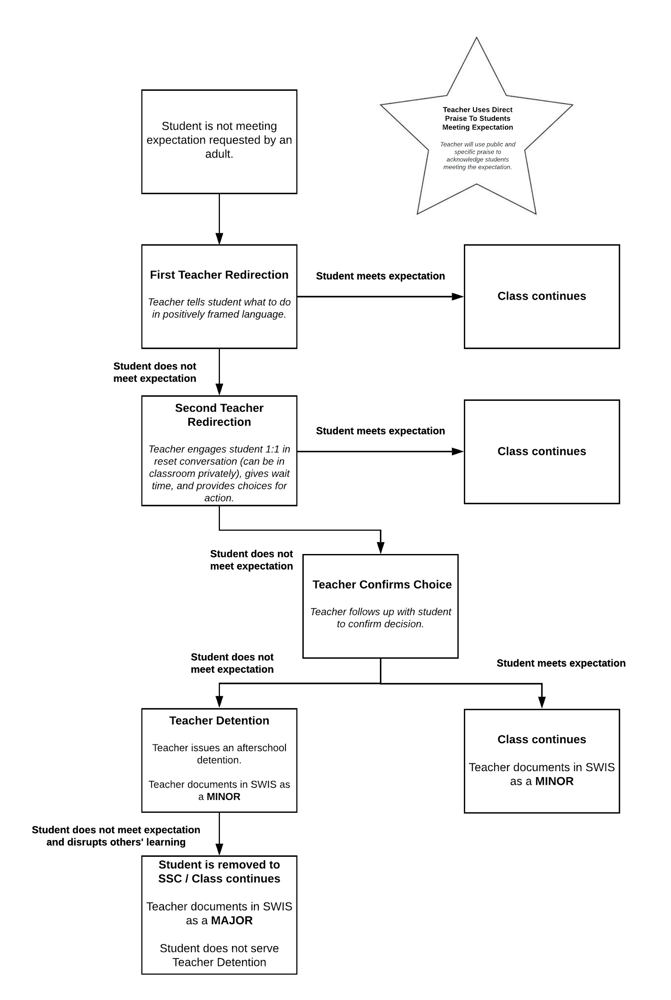 Teacher Uses Direct
Praise To Students
Meeting Expectation
Teacher will use public and
specific praise to
acknowledge students
meeting the expectation.
Student is not meeting
expectation requested by an
adult.
First Teacher Redirection
Teacher tells student what to do
in positively framed language.
Student meets expectation
Class continues
Student does not
meet expectation
Second Teacher
Redirection
Teacher engages student 1:1 in
reset conversation (can be in
classroom privately), gives wait
time, and provides choices for
action.
Student meets expectation
Class continues
Student does not
meet expectation
Teacher Confirms Choice
Teacher follows up with student
to confirm decision.
Student does not
meet expectation
Student meets expectation
Teacher Detention
Teacher issues an afterschool
detention.
Teacher documents in SWIS as
a MINOR
Class continues
Teacher documents in SWIS
as a MINOR
Student does not meet expectation
and disrupts others' learning
Student is removed to
SSC / Class continues
Teacher documents in SWIS
as a MAJOR
Student does not serve
Teacher Detention